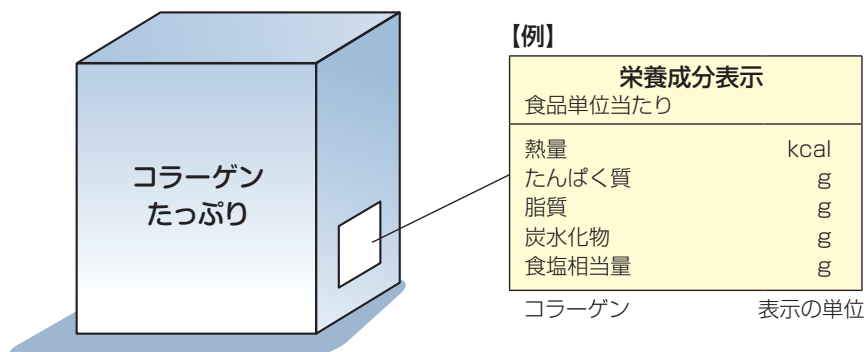 コラーゲン
たっぷり
【例】
栄養成分表示
食品単位当たり
熱量 kcal
たんぱく質 g
脂質 g
炭水化物 g
食塩相当量 g
コラーゲン 表示の単位